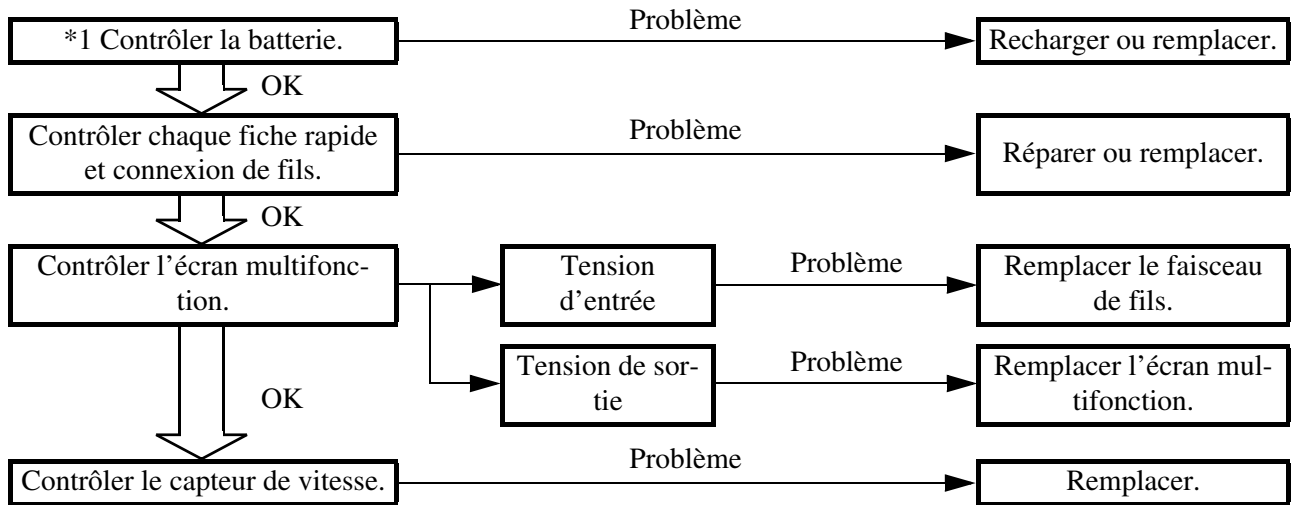 Problème
*1 Contrôler la batterie.
Recharger ou remplacer.
OK
Contrôler chaque fiche rapide
et connexion de fils.
Problème
Réparer ou remplacer.
OK
Contrôler l’écran multifonc-
tion.
Tension
d’entrée
Problème
Remplacer le faisceau
de fils.
Tension de sor-
tie
Problème
Remplacer l’écran mul-
tifonction.
OK
Contrôler le capteur de vitesse.
Problème
Remplacer.